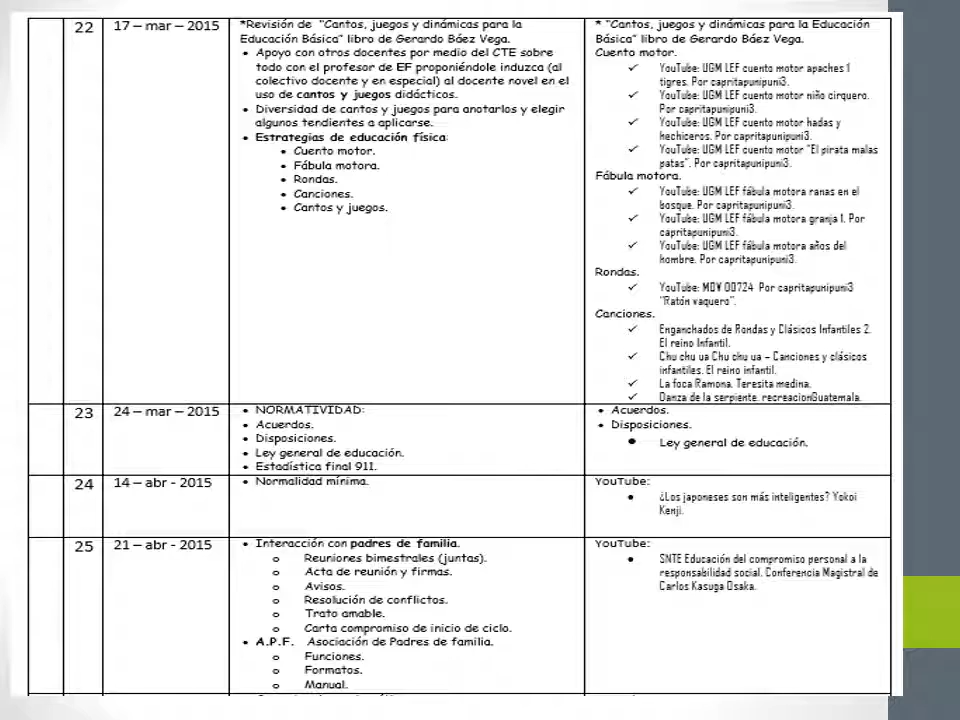 22
17 – mar – 2015
*Revisión de "Cantos, juegos y dinámicas para la
Educación Básica" libro de Gerardo Báez Vega.
• Apoyo con otros docentes por medio del CTE sobre
todo con el profesor de EF proponiéndole induzca (al
colectivo docente y en especial) al docente novel en el
uso de cantos y juegos didácticos.
• Diversidad de cantos y juegos para anotarlos y elegir
algunos tendientes a aplicarse.
• Estrategias de educación física:
• Cuento motor.
• Fábula motora.
• Rondas.
• Canciones.
• Cantos y juegos.
* "Cantos, juegos y dinámicas para la Educación
Básica" libro de Gerardo Báez Vega.
Cuento motor.
✓ YouTube: UGM LEF cuento motor apaches 1
tigres. Por capritapunipuni3.
✓ YouTube: UGM LEF cuento motor niño cirquero.
Por capritapunipuni3.
✓ YouTube: UGM LEF cuento motor hadas y
hechiceros. Por capritapunipuni3.
✓ YouTube: UGM LEF cuento motor "El pirata malas
patas". Por capritapunipuni3.
Fábula motora.
✓ YouTube: UGM LEF fábula motora ranas en el
bosque. Por capritapunipuni3.
✓ YouTube: UGM LEF fábula motora granja 1. Por
capritapunipuni3.
✓ YouTube: UGM LEF fábula motora años del
hombre. Por capritapunipuni3.
Rondas.
✓ YouTube: MOV 00724 Por capritapunipuni3
"Ratón vaquero".
Canciones.
✓ Enganchados de Rondas y Clásicos Infantiles 2.
El reino Infantil.
✓ Chu chu ua Chu chu ua – Canciones y clásicos
infantiles. El reino infantil.
✓ La foca Ramona. Teresita medina.
✓ Danza de la serpiente. recreacionGuatemala.
23
24 – mar – 2015
• NORMATIVIDAD:
• Acuerdos.
• Disposiciones.
• Ley general de educación.
• Estadística final 911.
• Acuerdos.
• Disposiciones.
• Ley general de educación.
24
14 – abr - 2015
• Normalidad mínima.
YouTube:
• ¿Los japoneses son más inteligentes? Yokoi
Kenji.
25
21 – abr - 2015
• Interacción con padres de familia.
o Reuniones bimestrales (juntas).
o Acta de reunión y firmas.
o Avisos.
o Resolución de conflictos.
o Trato amable.
o Carta compromiso de inicio de ciclo.
• A.P.F. Asociación de Padres de familia.
o Funciones.
o Formatos.
o Manual.
YouTube:
• SNTE Educación del compromiso personal a la
responsabilidad social. Conferencia Magistral de
Carlos Kasuga Osaka.